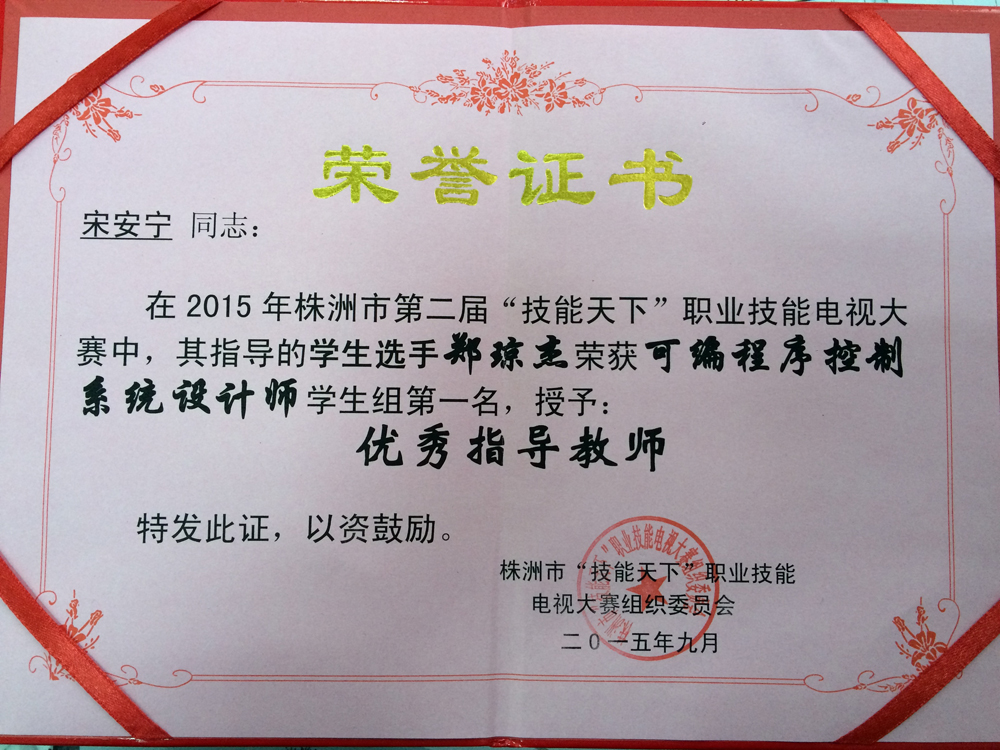 荣誉证书
宋安宁 同志：
在2015年株洲市第二届“技能天下”职业技能电视大
赛中，其指导的学生选手郑琼杰荣获可编程序控制
系统设计师学生组第一名，授予：
优秀指导教师
特发此证，以资鼓励。
株洲市“技能天下”职业技能
电视大赛组织委员会
二0一五年九月